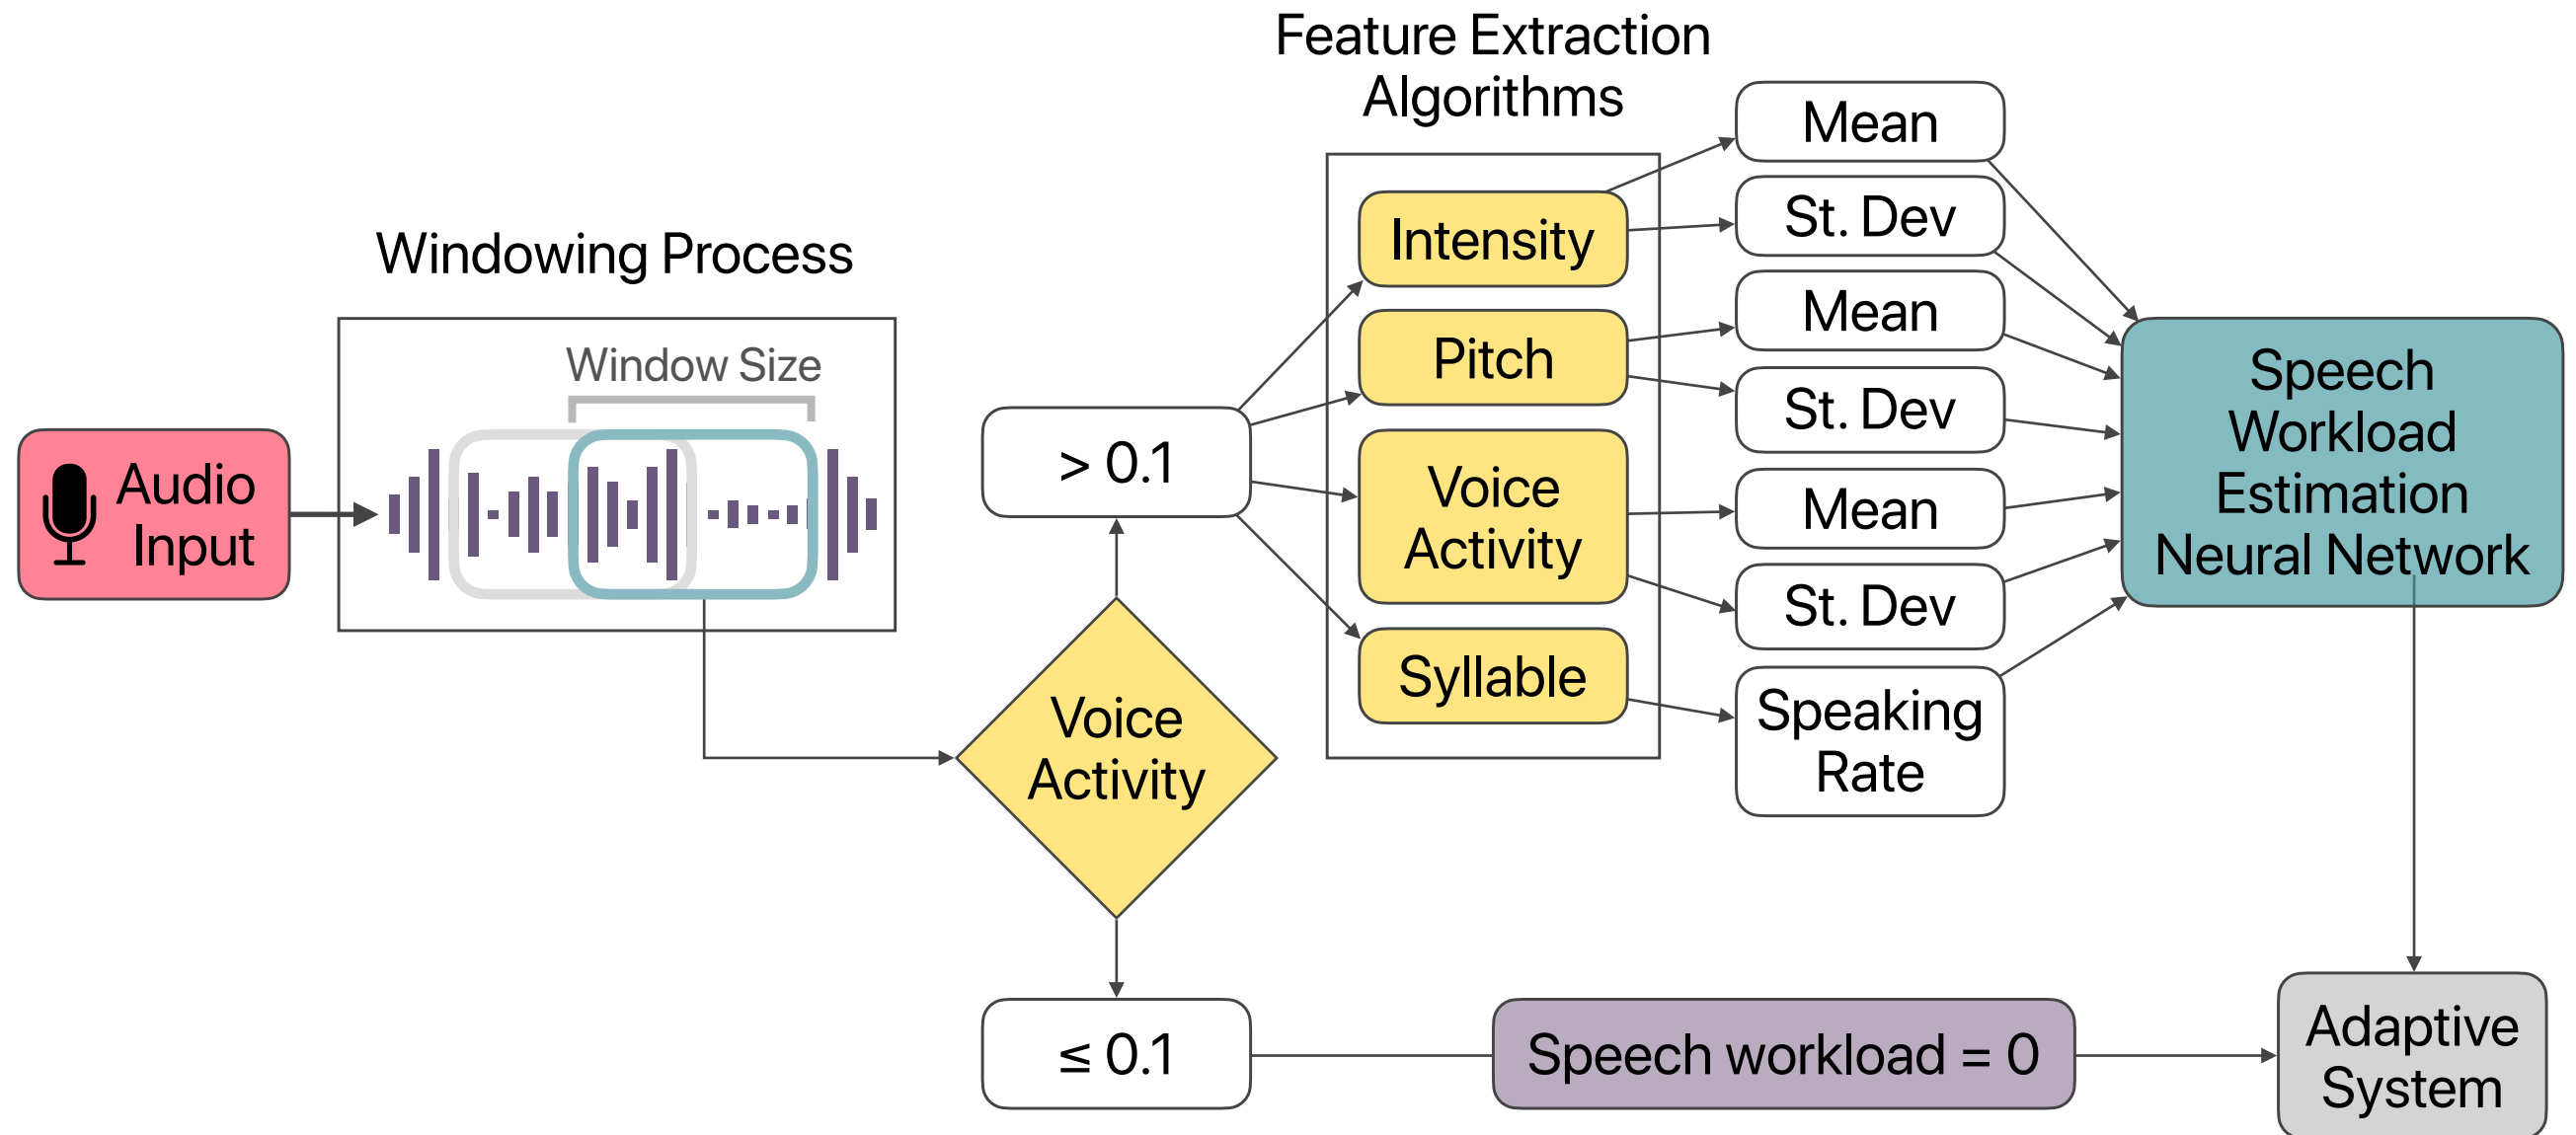 Feature Extraction
Algorithms
Windowing Process
Window Size
Audio
Input
> 0.1
Voice
Activity
≤ 0.1
Intensity
Pitch
Voice
Activity
Syllable
Mean
St. Dev
Mean
St. Dev
Mean
St. Dev
Speaking
Rate
Speech
Workload
Estimation
Neural Network
Speech workload = 0
Adaptive
System